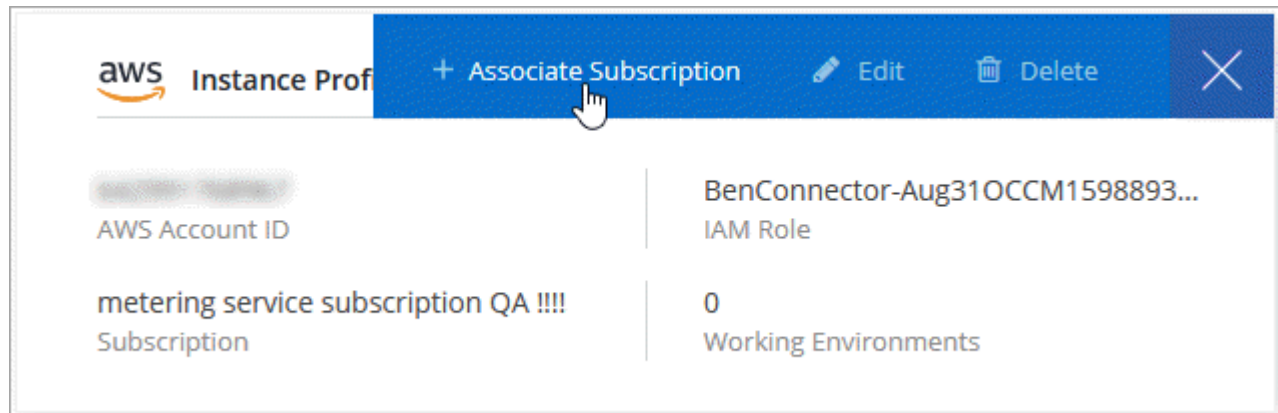 aws Instance Profi + Associate Subscription Edit Delete
BenConnector-Aug31OCCM1598893...
AWS Account ID IAM Role
metering service subscription QA !!!! 0
Subscription Working Environments